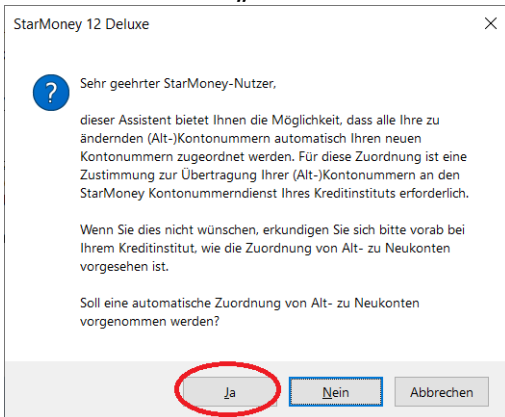 StarMoney 12 Deluxe
Sehr geehrter StarMoney-Nutzer,
dieser Assistent bietet Ihnen die Möglichkeit, dass alle Ihre zu
ändernden (Alt-)Kontonummern automatisch Ihren neuen
Kontonummern zugeordnet werden. Für diese Zuordnung ist eine
Zustimmung zur Übertragung Ihrer (Alt-)Kontonummern an den
StarMoney Kontonummerndienst Ihres Kreditinstituts erforderlich.
Wenn Sie dies nicht wünschen, erkundigen Sie sich bitte vorab bei
Ihrem Kreditinstitut, wie die Zuordnung von Alt- zu Neukonten
vorgesehen ist.
Soll eine automatische Zuordnung von Alt- zu Neukonten
vorgenommen werden?
Ja
Nein
Abbrechen